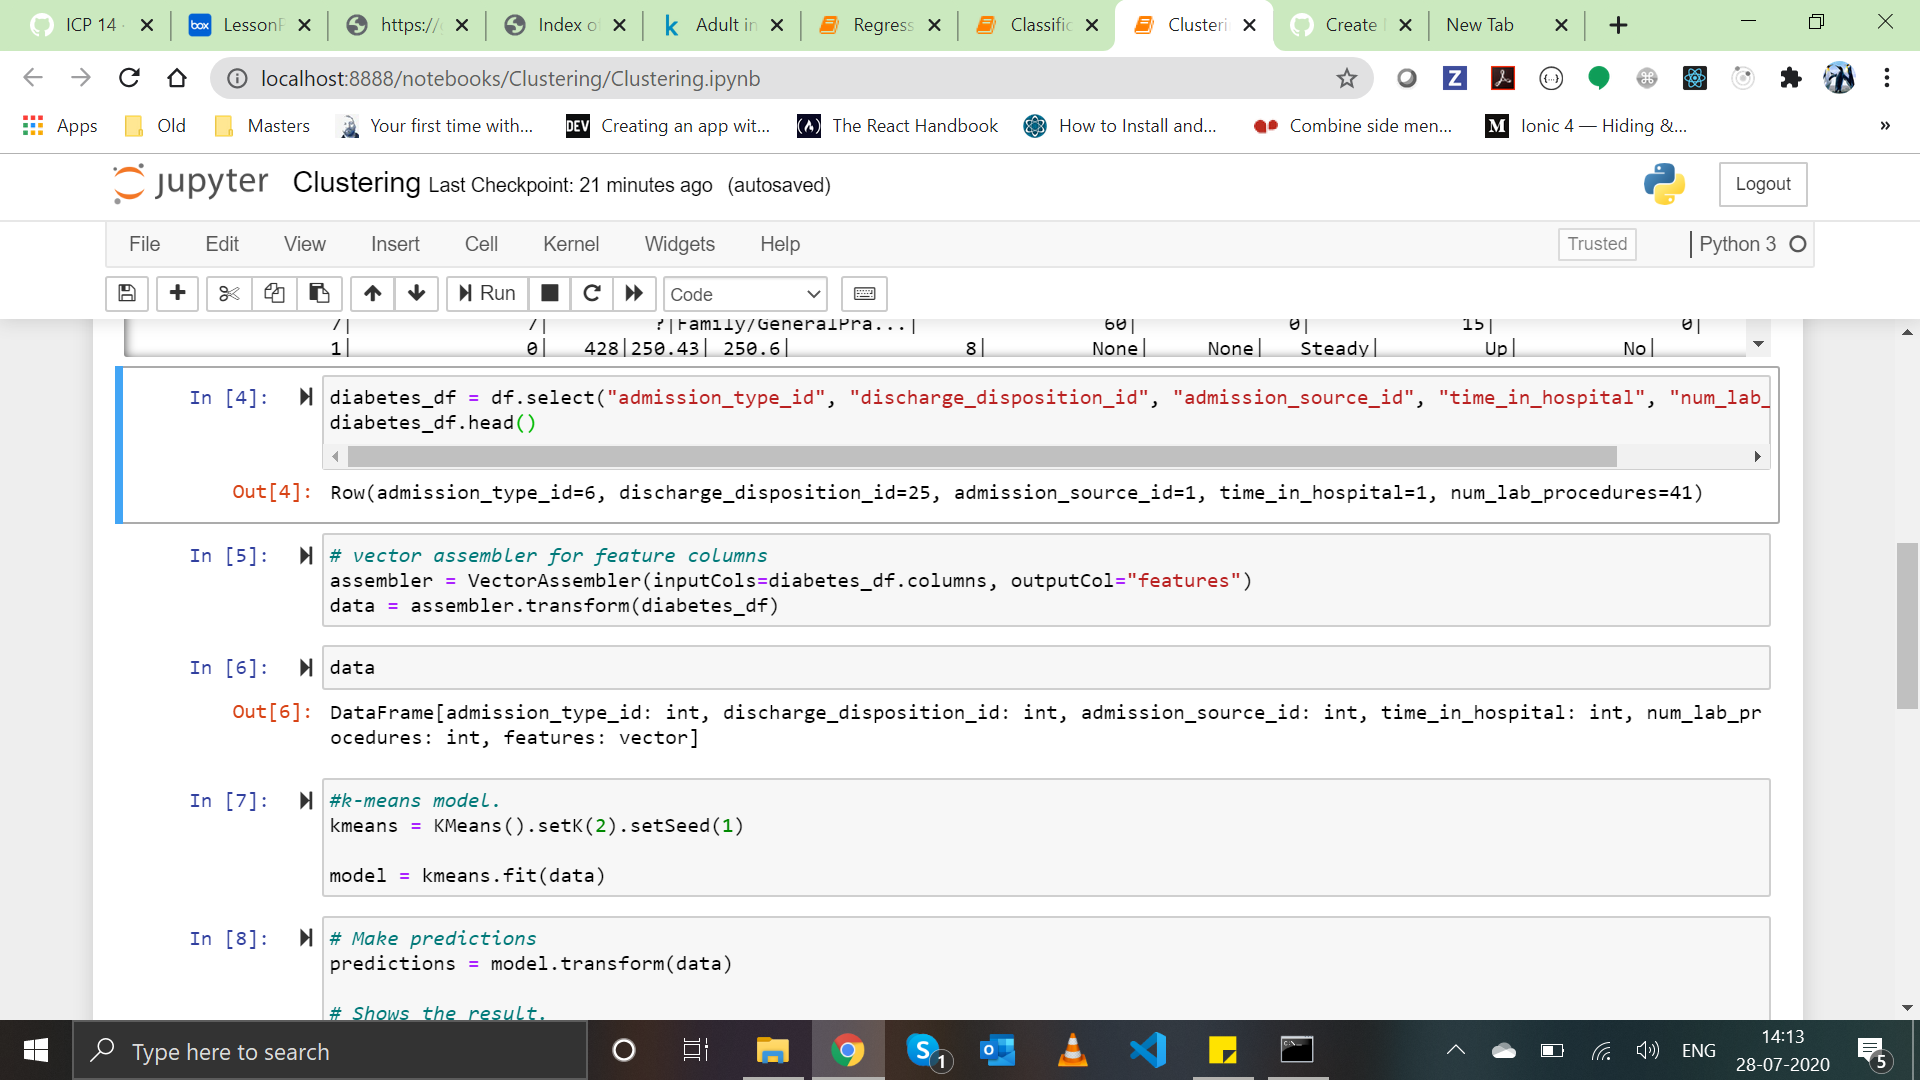 ICP 14
LessonP
https://g
Index o
Adult in
Regress
Classific
Clusteri
Create
New Tab
localhost:8888/notebooks/Clustering/Clustering.ipynb
Apps
Old
Masters
Your first time with...
DEV
Creating an app wit...
The React Handbook
How to Install and...
Combine side men...
Ionic 4 — Hiding &...
»
jupyter Clustering Last Checkpoint: 21 minutes ago (autosaved)
Logout
File Edit View Insert Cell Kernel Widgets Help
Trusted
Python 3
Run
Code
7| 7| ?|Family/GeneralPra...| 60| 0| 15| 0|
1| 0| 428|250.43| 250.6| 8| None| None| Steady| Up| No|
In [4]: diabetes_df = df.select("admission_type_id", "discharge_disposition_id", "admission_source_id", "time_in_hospital", "num_lab_
diabetes_df.head()
Out[4]: Row(admission_type_id=6, discharge_disposition_id=25, admission_source_id=1, time_in_hospital=1, num_lab_procedures=41)
In [5]: # vector assembler for feature columns
assembler = VectorAssembler(inputCols=diabetes_df.columns, outputCol="features")
data = assembler.transform(diabetes_df)
In [6]: data
Out[6]: DataFrame[admission_type_id: int, discharge_disposition_id: int, admission_source_id: int, time_in_hospital: int, num_lab_pr
ocedures: int, features: vector]
In [7]: #k-means model.
kmeans = KMeans().setK(2).setSeed(1)
model = kmeans.fit(data)
In [8]: # Make predictions
predictions = model.transform(data)
# Shows the result.
Type here to search
1
ENG
14:13
28-07-2020
5